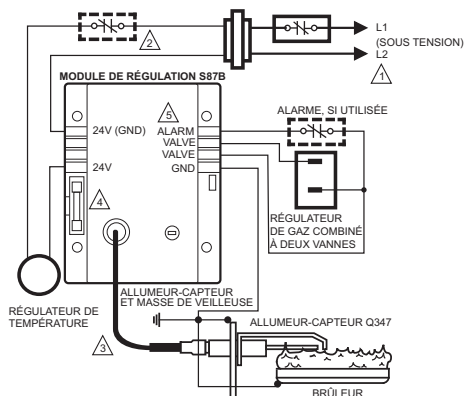 L1
(SOUS TENSION)
L2
2
1
MODULE DE RÉGULATION S87B
5
ALARME, SI UTILISÉE
24V (GND)
ALARM
VALVE
VALVE
24V
GND
4
RÉGULATEUR
DE GAZ COMBINÉ
À DEUX VANNES
ALLUMEUR-CAPTEUR
ET MASSE DE VEILLEUSE
RÉGULATEUR DE
TEMPÉRATURE
ALLUMEUR-CAPTEUR Q347
3
BRÛLEUR